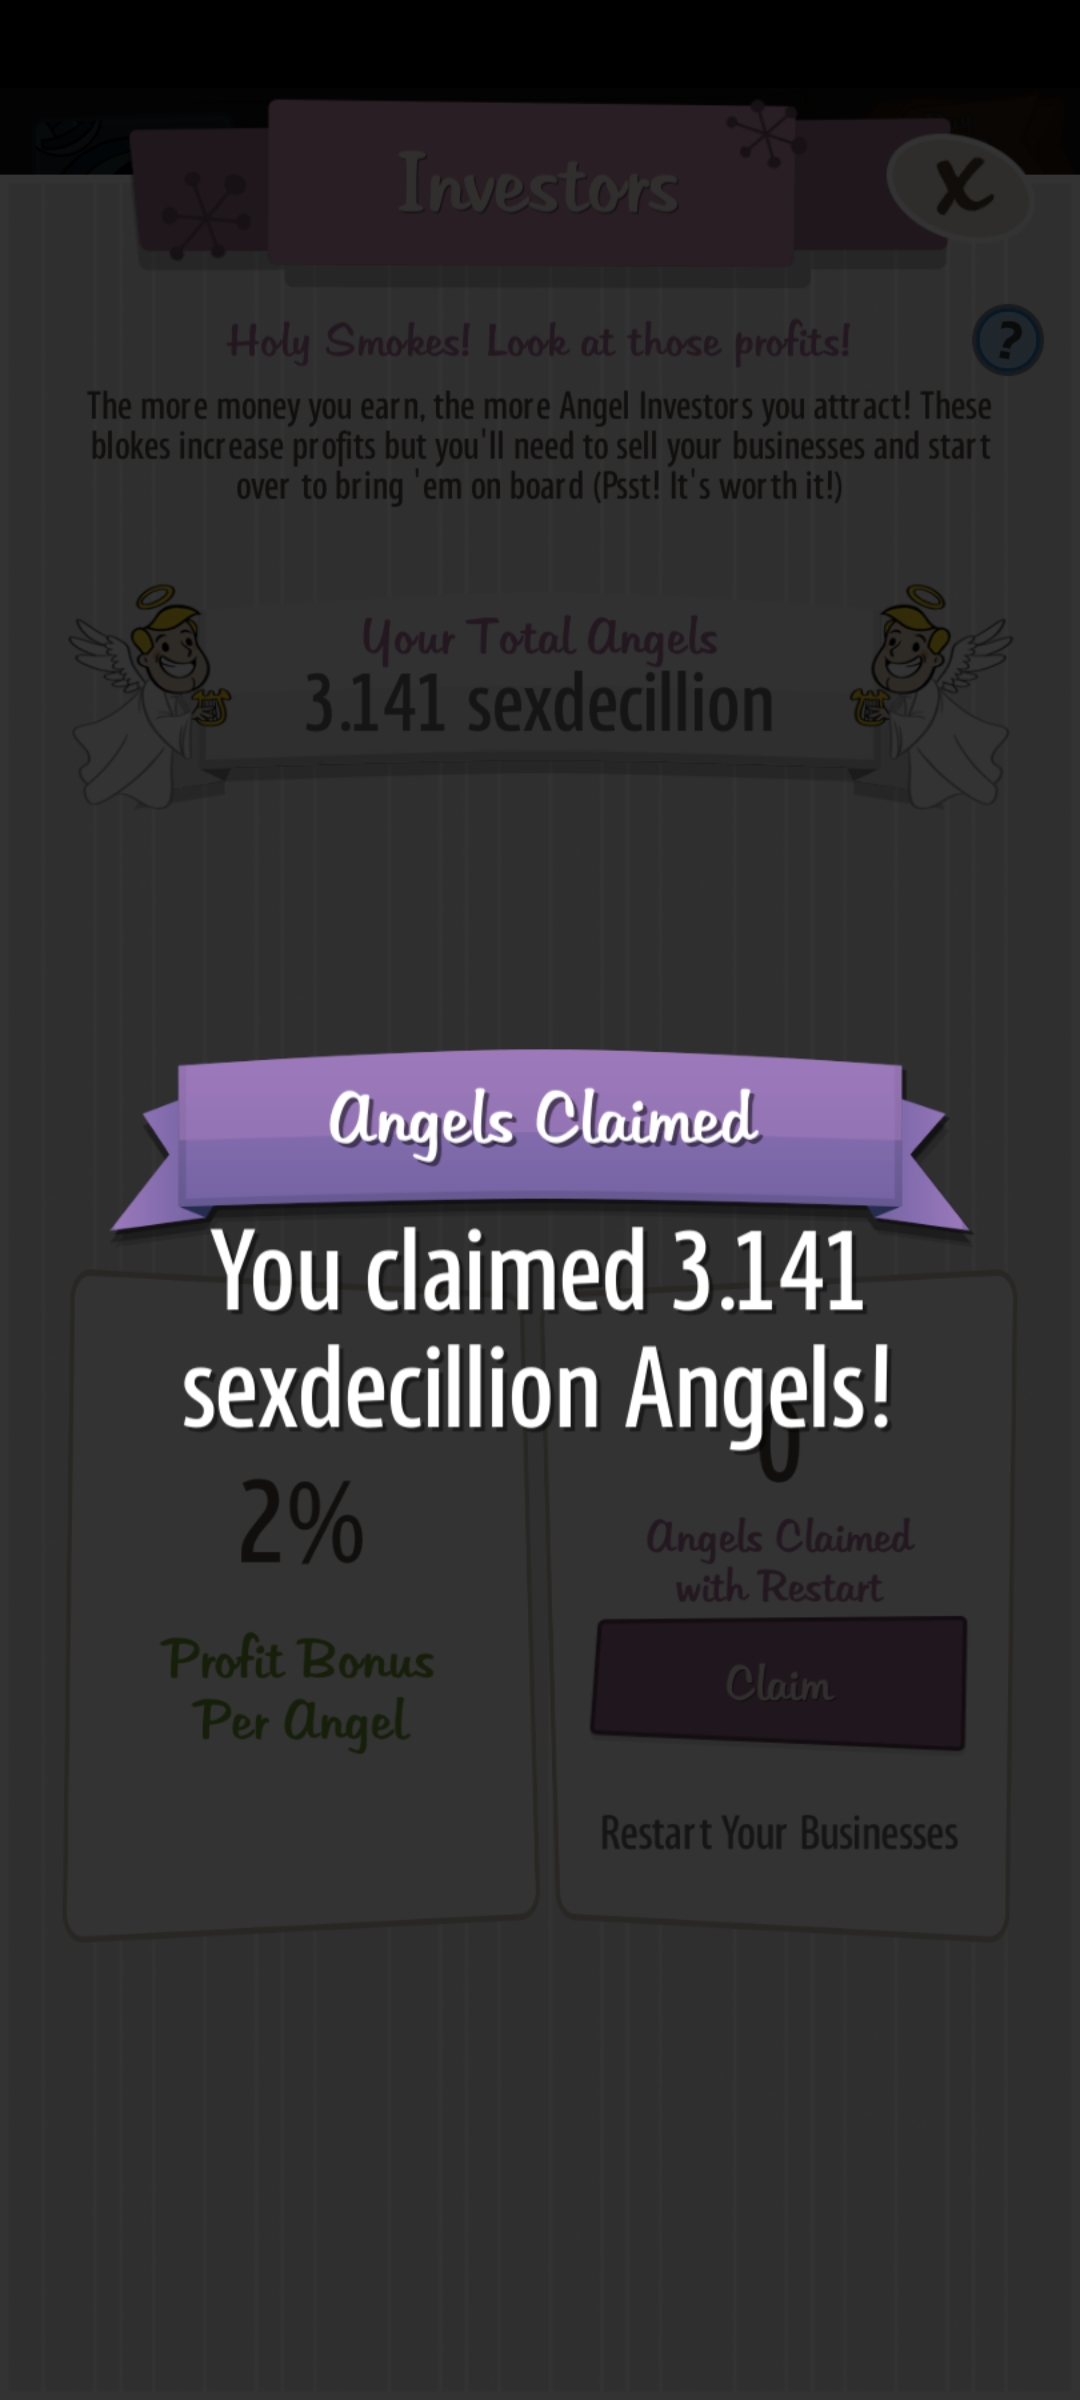 Investors
X
Holy Smokes! Look at those profits!
?
The more money you earn, the more Angel Investors you attract! These
blokes increase profits but you'll need to sell your businesses and start
over to bring 'em on board (Psst! It's worth it!)
Your Total Angels
3.141 sexdecillion
Angels Claimed
You claimed 3.141
sexdecillion Angels!
2%
Profit Bonus
Per Angel
0
Angels Claimed
with Restart
Claim
Restart Your Businesses